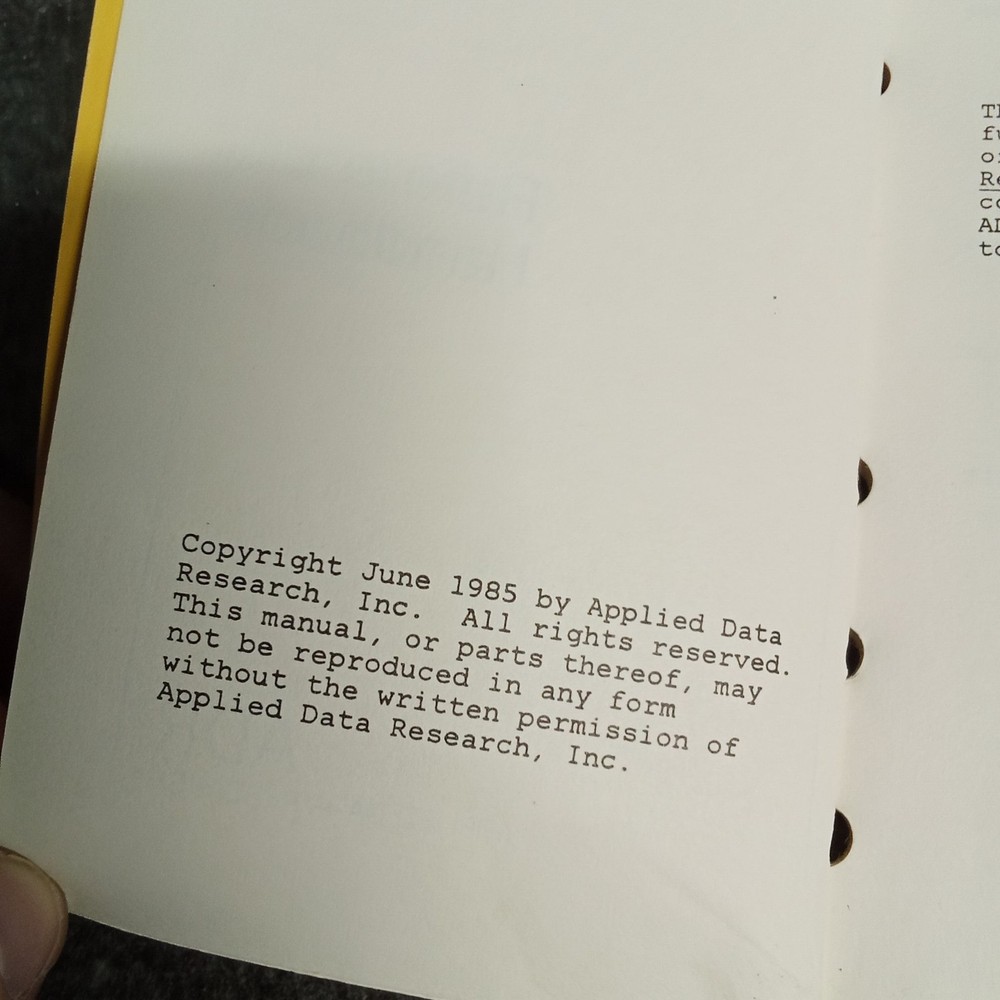 Copyright June 1985 by Applied Data
Research, Inc.  All rights reserved.
This manual, or parts thereof, may
not be reproduced in any form
without the written permission of
Applied Data Research, Inc.